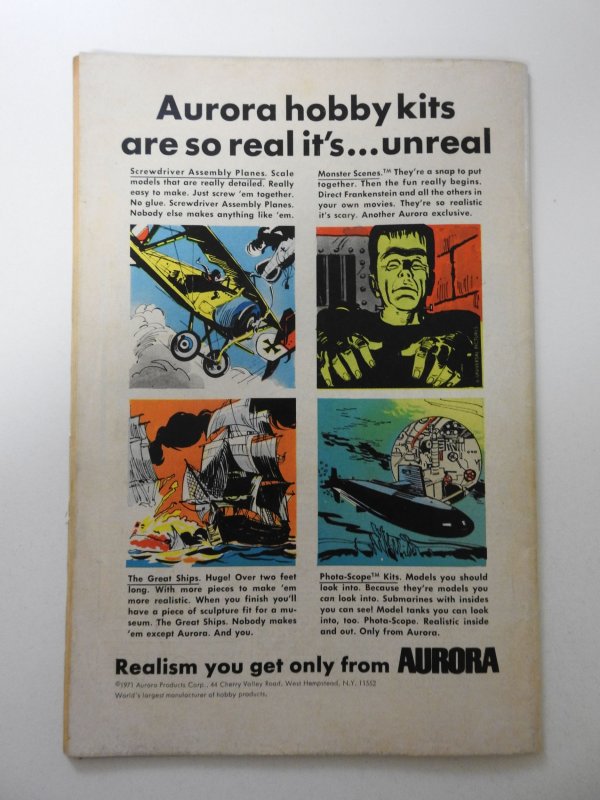 Aurora hobby kits
are so real it's...unreal
Screwdriver Assembly Planes. Scale
models that are really detailed. Really
easy to make. Just screw 'em together.
No glue. Screwdriver Assembly Planes.
Nobody else makes anything like 'em.
Monster Scenes.™ They're a snap to put
together. Then the fun really begins.
Direct Frankenstein and all the others in
your own movies. They're so realistic
it's scary. Another Aurora exclusive.
The Great Ships. Hugo! Over two feet
long. With more pieces to make 'em
more realistic. When you finish you'll
have a piece of sculpture fit for a mu-
seum. The Great Ships. Nobody makes
'em except Aurora. And you.
Phota-Scope™ Kits. Models you should
look into. Because they're models you
can look into. Submarines with insides
you can see! Model tanks you can look
into, too. Phota-Scope. Realistic inside
and out. Only from Aurora.
Realism you get only from AURORA
©1971 Aurora Products Corp., 44 Cherry Valley Road, West Hempstead, N.Y. 11552
World's largest manufacturer of hobby products.